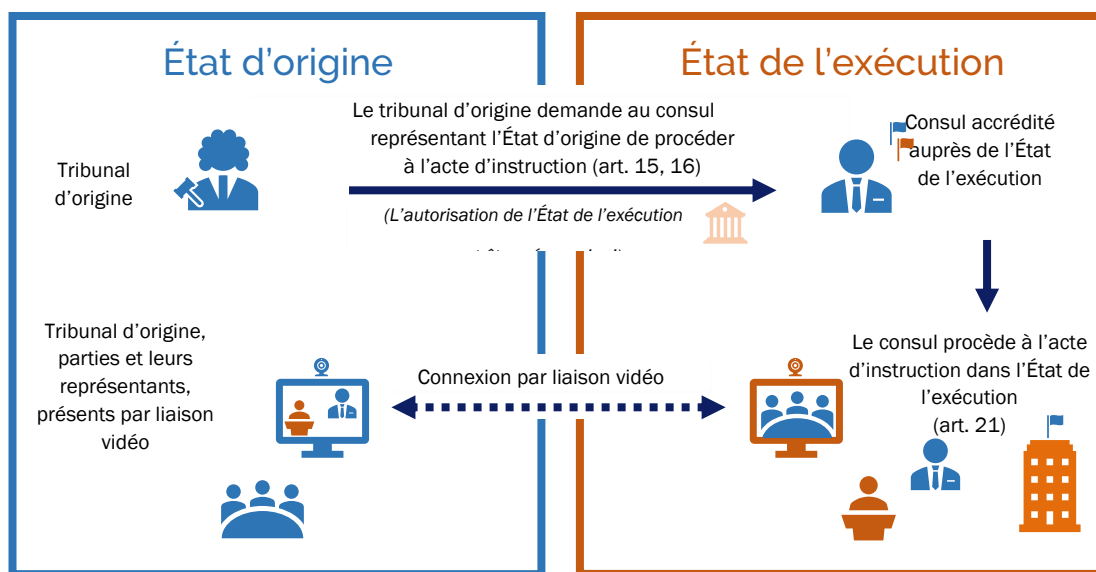 État d'origine
État de l'exécution
Le tribunal d'origine demande au consul
représentant l'État d'origine de procéder
à l'acte d'instruction (art. 15, 16)
Tribunal
d'origine
(L'autorisation de l'État de l'exécution
Consul accrédité
auprès de l'État
de l'exécution
Tribunal d'origine,
parties et leurs
représentants,
présents par liaison
vidéo
Connexion par liaison vidéo
Le consul procède à l'acte
d'instruction dans l'État de
l'exécution
(art. 21)